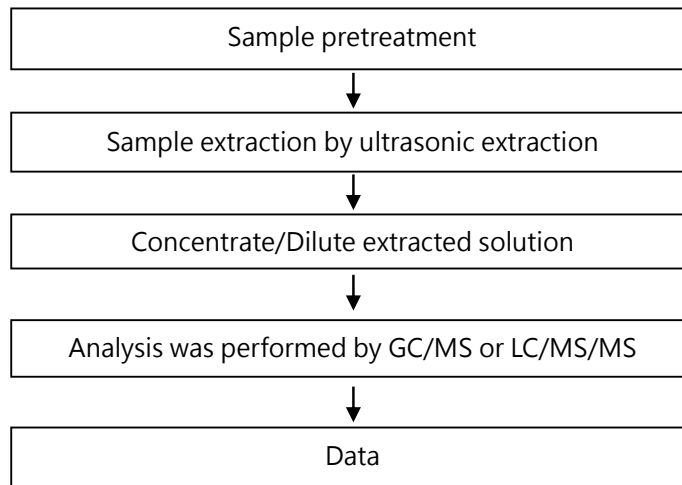 Sample pretreatment
Sample extraction by ultrasonic extraction
Concentrate/Dilute extracted solution
Analysis was performed by GC/MS or LC/MS/MS
Data